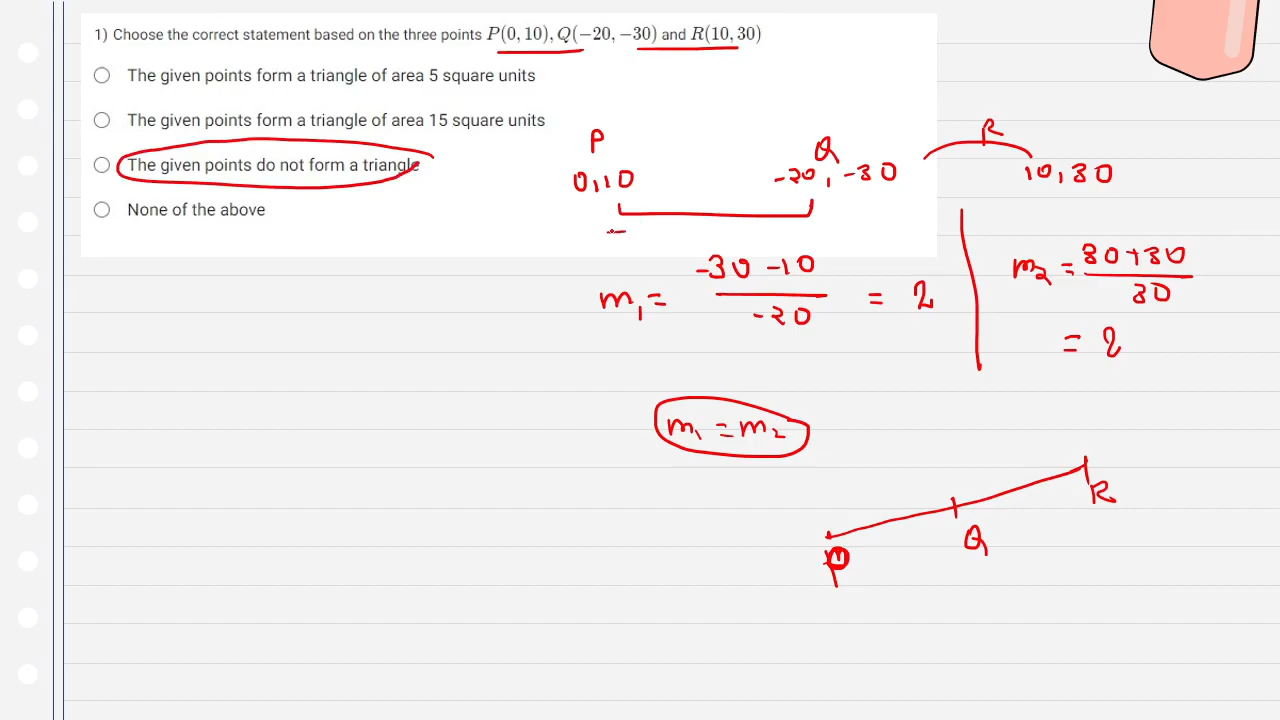 1) Choose the correct statement based on the three points P(0, 10), Q(−20, −30) and R(10, 30)
The given points form a triangle of area 5 square units
The given points form a triangle of area 15 square units
The given points do not form a triangle
None of the above
P
Q
R
0,10
-20, -30
10,30
m₁ = -30 -10 / -20 = 2
m₂ = 30+30 / 30
= 2
m₁ = m₂
R
Q
P